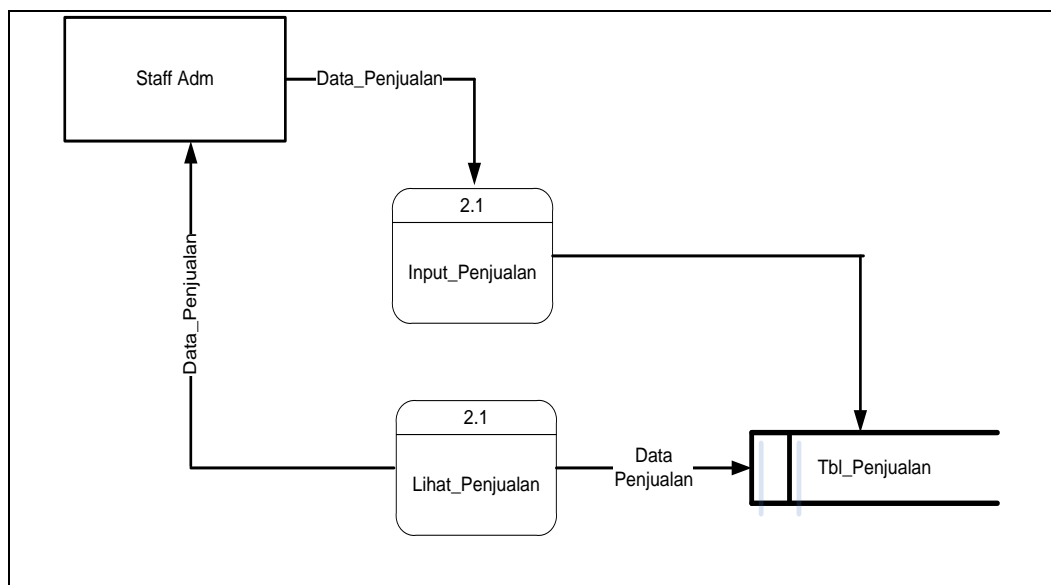 Staff Adm
Data_Penjualan
2.1
Input_Penjualan
Data_Penjualan
2.1
Lihat_Penjualan
Data
Penjualan
Tbl_Penjualan